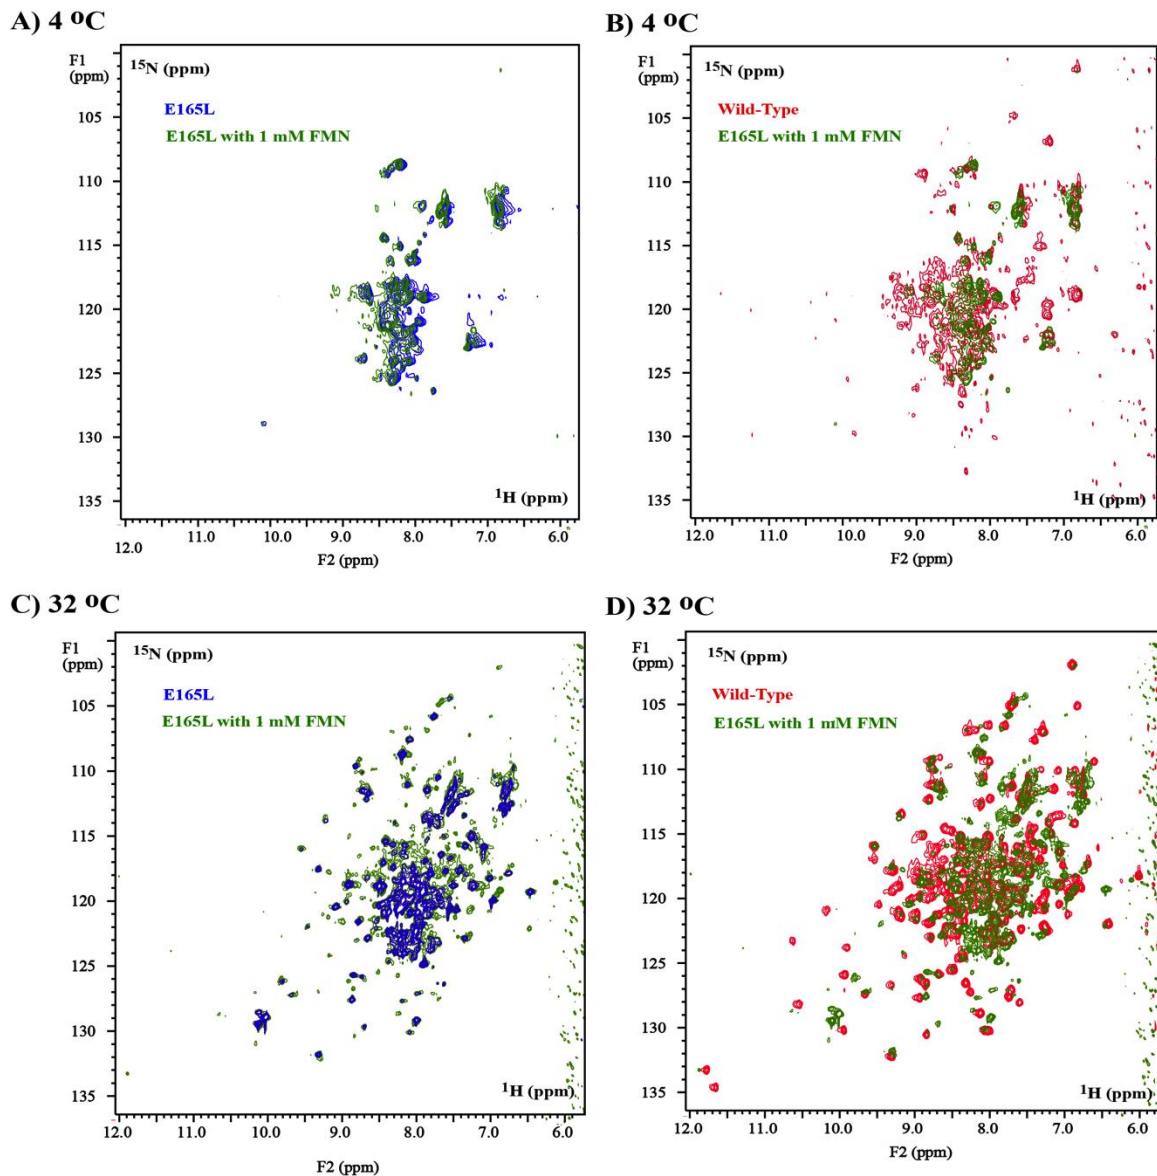 A) 4 ºC
F1
(ppm)
¹⁵N (ppm)
E165L
E165L with 1 mM FMN
105
110
115
120
125
130
135
¹H (ppm)
12.0 11.0 10.0 9.0 8.0 7.0 6.0
F2 (ppm)
B) 4 ºC
F1
(ppm)
¹⁵N (ppm)
Wild-Type
E165L with 1 mM FMN
105
110
115
120
125
130
135
¹H (ppm)
12.0 11.0 10.0 9.0 8.0 7.0 6.0
F2 (ppm)
C) 32 ºC
F1
(ppm)
¹⁵N (ppm)
E165L
E165L with 1 mM FMN
105
110
115
120
125
130
135
¹H (ppm)
12.0 11.0 10.0 9.0 8.0 7.0 6.0
F2 (ppm)
D) 32 ºC
F1
(ppm)
¹⁵N (ppm)
Wild-Type
E165L with 1 mM FMN
105
110
115
120
125
130
135
¹H (ppm)
12.0 11.0 10.0 9.0 8.0 7.0 6.0
F2 (ppm)